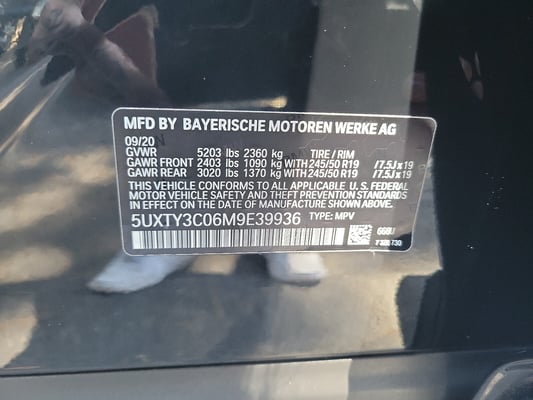 MFD BY BAYERISCHE MOTOREN WERKE AG
09/20
GVWR 5203 lbs 2360 kg TIRE / RIM
GAWR FRONT 2403 lbs 1090 kg WITH 245/50 R19 /7.5J x 19
GAWR REAR 3020 lbs 1370 kg WITH 245/50 R19 /7.5J x 19
THIS VEHICLE CONFORMS TO ALL APPLICABLE U. S. FEDERAL
MOTOR VEHICLE SAFETY AND THEFT PREVENTION STANDARDS
IN EFFECT ON THE DATE OF MANUFACTURE SHOWN ABOVE.
5UXTY3C06M9E39936 TYPE: MPV